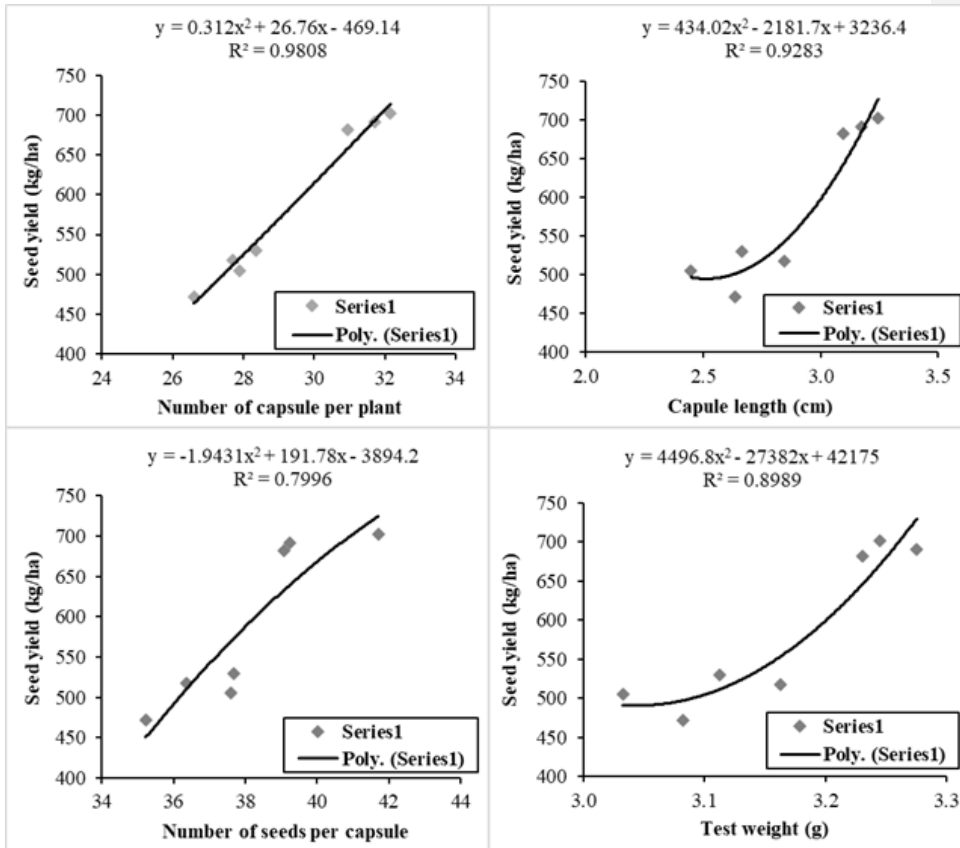 y = 0.312x² + 26.76x - 469.14
R² = 0.9808
750
700
650
600
550
500
450
400
Seed yield (kg/ha)
Series1
Poly. (Series1)
24 26 28 30 32 34
Number of capsule per plant
y = 434.02x² - 2181.7x + 3236.4
R² = 0.9283
750
700
650
600
550
500
450
400
Seed yield (kg/ha)
Series1
Poly. (Series1)
2.0 2.5 3.0 3.5
Capule length (cm)
y = -1.9431x² + 191.78x - 3894.2
R² = 0.7996
750
700
650
600
550
500
450
400
Seed yield (kg/ha)
Series1
Poly. (Series1)
34 36 38 40 42 44
Number of seeds per capsule
y = 4496.8x² - 27382x + 42175
R² = 0.8989
750
700
650
600
550
500
450
400
Seed yield (kg/ha)
Series1
Poly. (Series1)
3.0 3.1 3.2 3.3
Test weight (g)